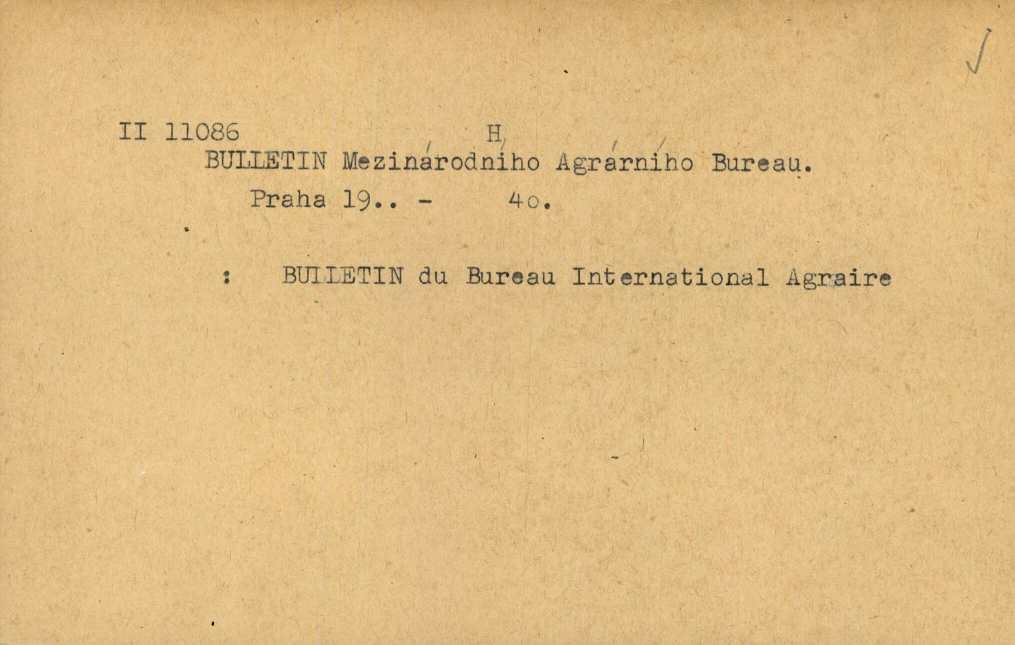 II 11086 H
BULLETIN Mezinárodního Agrárního Bureau.
Praha 19.. - 4o.
: BULLETIN du Bureau International Agraire